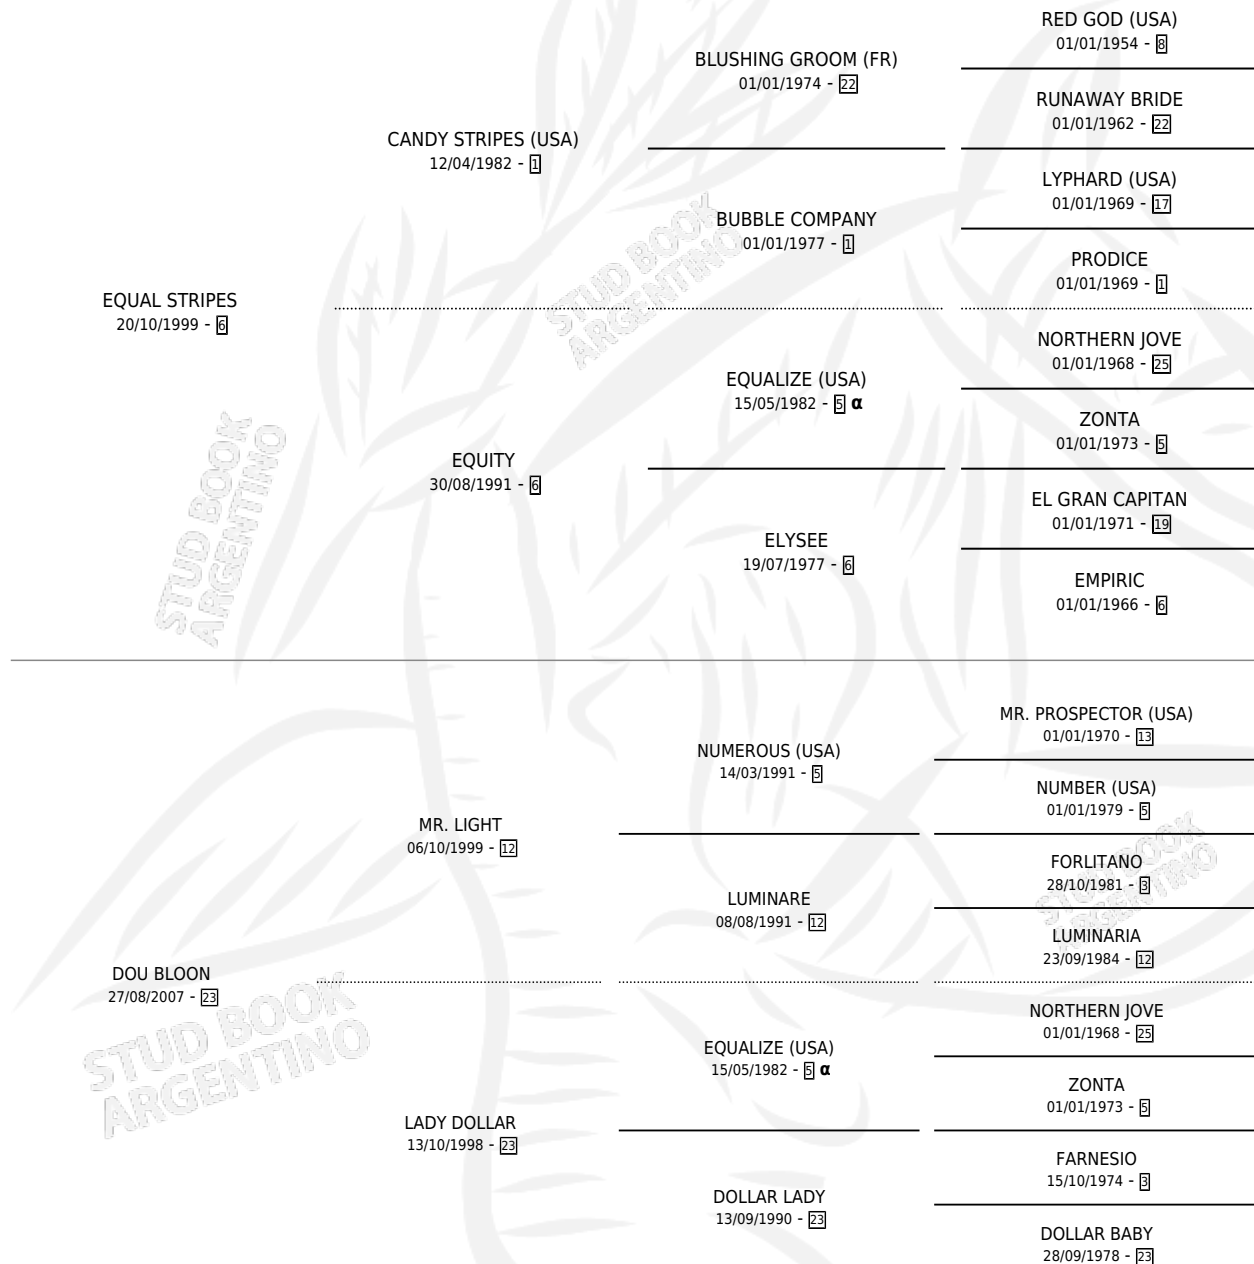 RED GOD (USA)
01/01/1954 - 8
BLUSHING GROOM (FR)
01/01/1974 - 22
RUNAWAY BRIDE
01/01/1962 - 22
CANDY STRIPES (USA)
12/04/1982 - 1
LYPHARD (USA)
01/01/1969 - 17
BUBBLE COMPANY
01/01/1977 - 1
PRODICE
01/01/1969 - 1
EQUAL STRIPES
20/10/1999 - 6
NORTHERN JOVE
01/01/1968 - 25
EQUALIZE (USA)
15/05/1982 - 5 α
ZONTA
01/01/1973 - 5
EQUITY
30/08/1991 - 6
EL GRAN CAPITAN
01/01/1971 - 19
ELYSEE
19/07/1977 - 6
EMPIRIC
01/01/1966 - 6
STUD BOOK
ARGENTINO
STUD BOOK
ARGENTINO
MR. PROSPECTOR (USA)
01/01/1970 - 13
NUMEROUS (USA)
14/03/1991 - 5
NUMBER (USA)
01/01/1979 - 5
MR. LIGHT
06/10/1999 - 12
FORLITANO
28/10/1981 - 3
LUMINARE
08/08/1991 - 12
LUMINARIA
23/09/1984 - 12
DOU BLOON
27/08/2007 - 23
NORTHERN JOVE
01/01/1968 - 25
EQUALIZE (USA)
15/05/1982 - 5 α
ZONTA
01/01/1973 - 5
LADY DOLLAR
13/10/1998 - 23
FARNESIO
15/10/1974 - 3
DOLLAR LADY
13/09/1990 - 23
DOLLAR BABY
28/09/1978 - 23
STUD BOOK
ARGENTINO
STUD BOOK
ARGENTINO